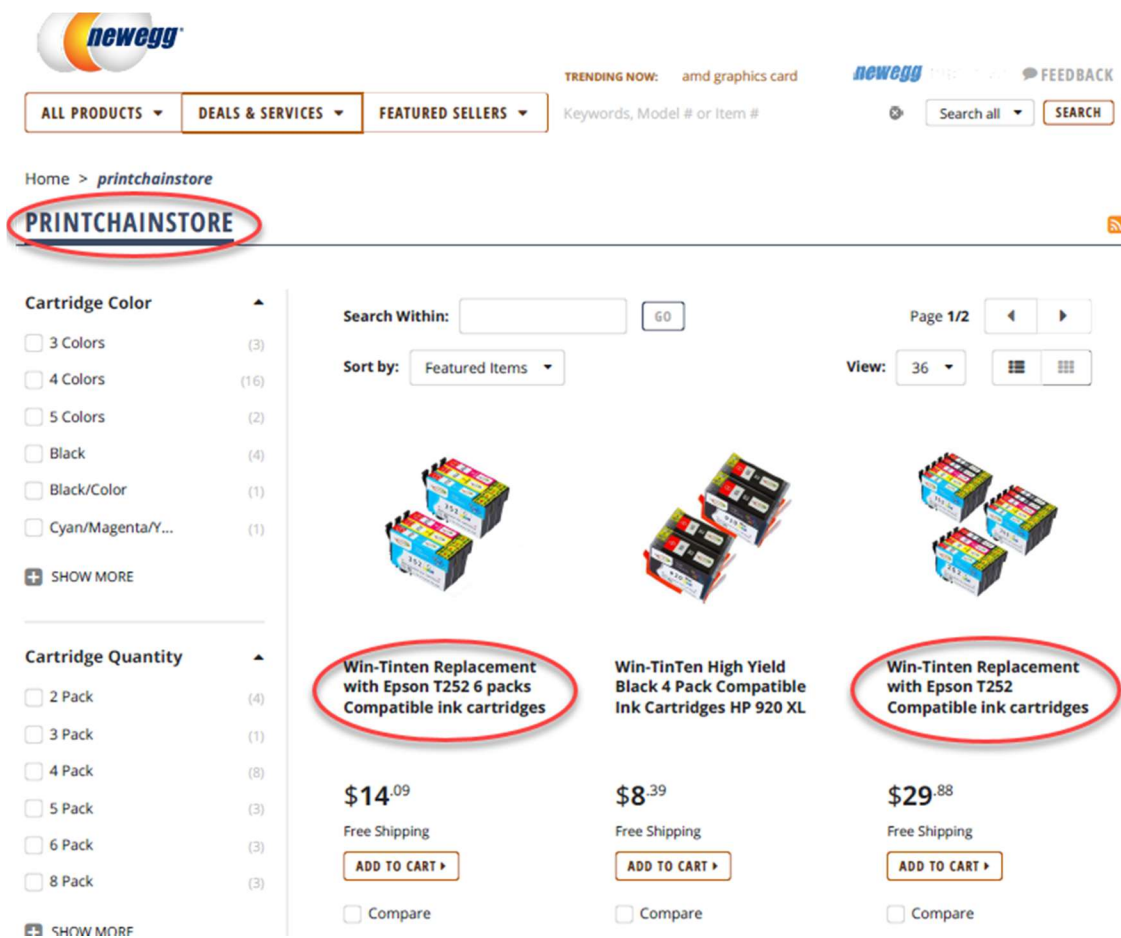 newegg
TRENDING NOW: amd graphics card
newegg
FEEDBACK
ALL PRODUCTS
DEALS & SERVICES
FEATURED SELLERS
Keywords, Model # or Item #
Search all
SEARCH
Home > printchainstore
PRINTCHAINSTORE
Cartridge Color
3 Colors (3)
4 Colors (16)
5 Colors (2)
Black (4)
Black/Color (1)
Cyan/Magenta/Y... (1)
SHOW MORE
Cartridge Quantity
2 Pack (4)
3 Pack (1)
4 Pack (8)
5 Pack (3)
6 Pack (3)
8 Pack (3)
SHOW MORE
Search Within:
GO
Page 1/2
Sort by: Featured Items
View: 36
Win-Tinten Replacement
with Epson T252 6 packs
Compatible ink cartridges
$14.09
Free Shipping
ADD TO CART
Compare
Win-TinTen High Yield
Black 4 Pack Compatible
Ink Cartridges HP 920 XL
$8.39
Free Shipping
ADD TO CART
Compare
Win-Tinten Replacement
with Epson T252
Compatible ink cartridges
$29.88
Free Shipping
ADD TO CART
Compare